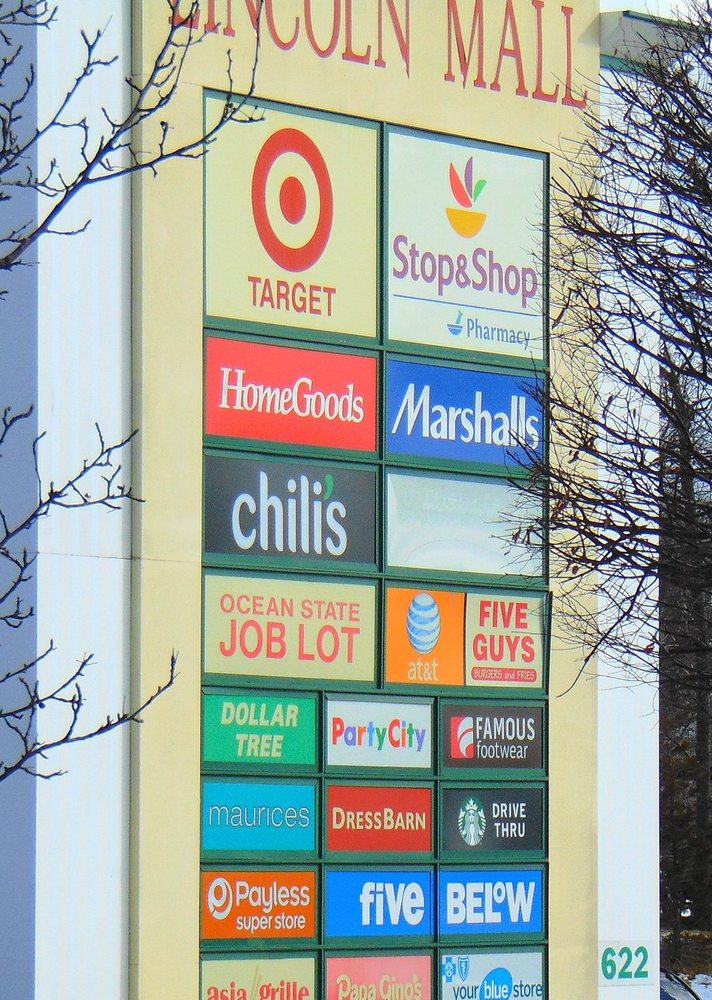 LINCOLN MALL
TARGET
Stop&Shop
Pharmacy
HomeGoods
Marshalls
chili's
OCEAN STATE
JOB LOT
at&t
FIVE
GUYS
BURGERS and FRIES
DOLLAR
TREE
PartyCity
FAMOUS
footwear
maurices
DRESSBARN
DRIVE
THRU
Payless
super store
five
BELOW
asia grille
Papa Gino's
your blue store
622